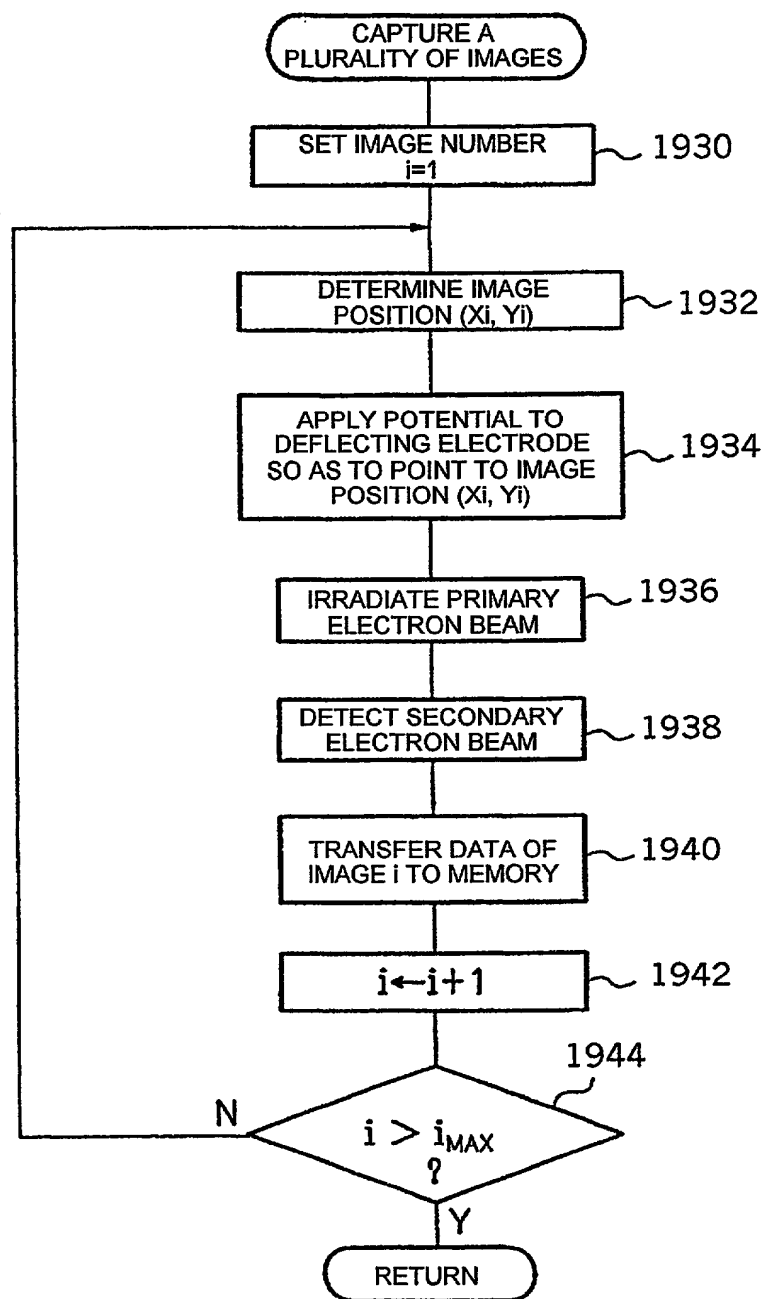 CAPTURE A
PLURALITY OF IMAGES
SET IMAGE NUMBER
i=1
1930
DETERMINE IMAGE
POSITION (Xi, Yi)
1932
APPLY POTENTIAL TO
DEFLECTING ELECTRODE
SO AS TO POINT TO IMAGE
POSITION (Xi, Yi)
1934
IRRADIATE PRIMARY
ELECTRON BEAM
1936
DETECT SECONDARY
ELECTRON BEAM
1938
TRANSFER DATA OF
IMAGE i TO MEMORY
1940
i←i+1
1942
1944
N
i > iMAX
?
Y
RETURN